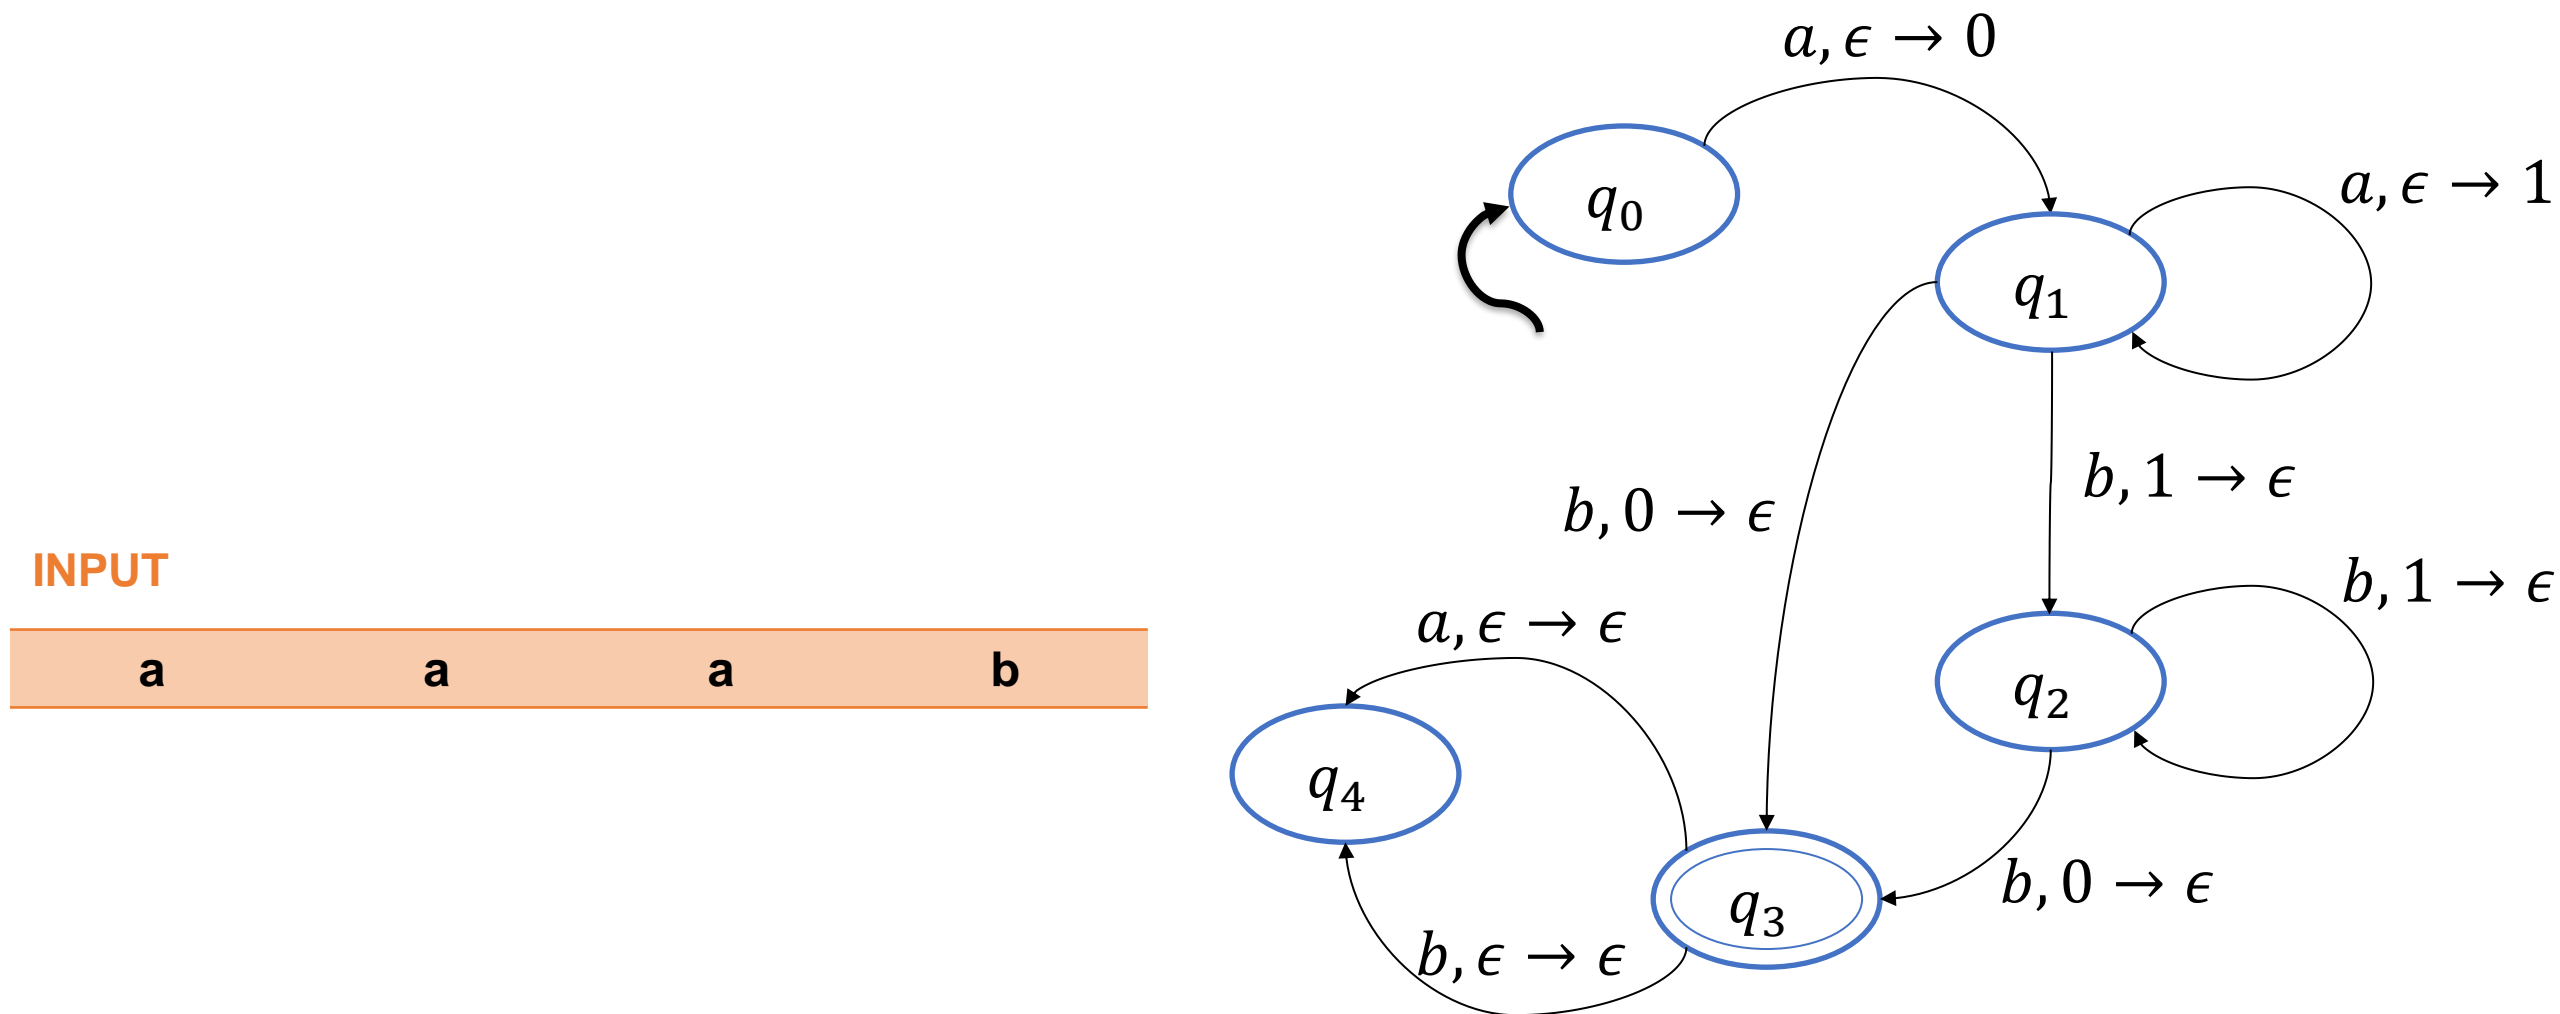 a, ϵ → 0
q₀
a, ϵ → 1
q₁
b, 1 → ϵ
b, 0 → ϵ
INPUT
a a a b
b, 1 → ϵ
a, ϵ → ϵ
q₂
q₄
b, 0 → ϵ
q₃
b, ϵ → ϵ